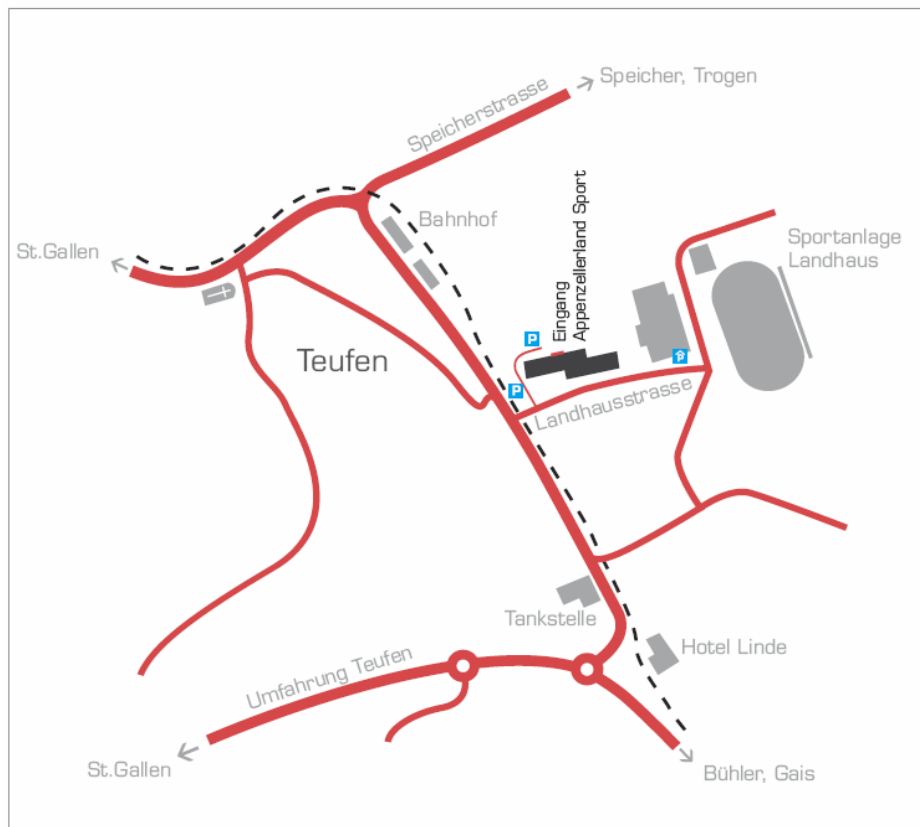 Speicher, Trogen
Speicherstrasse
Bahnhof
St.Gallen
Eingang
Appenzellerland Sport
Sportanlage
Landhaus
P
Teufen
P
P
Landhausstrasse
Tankstelle
Hotel Linde
Umfahrung Teufen
St.Gallen
Bühler, Gais